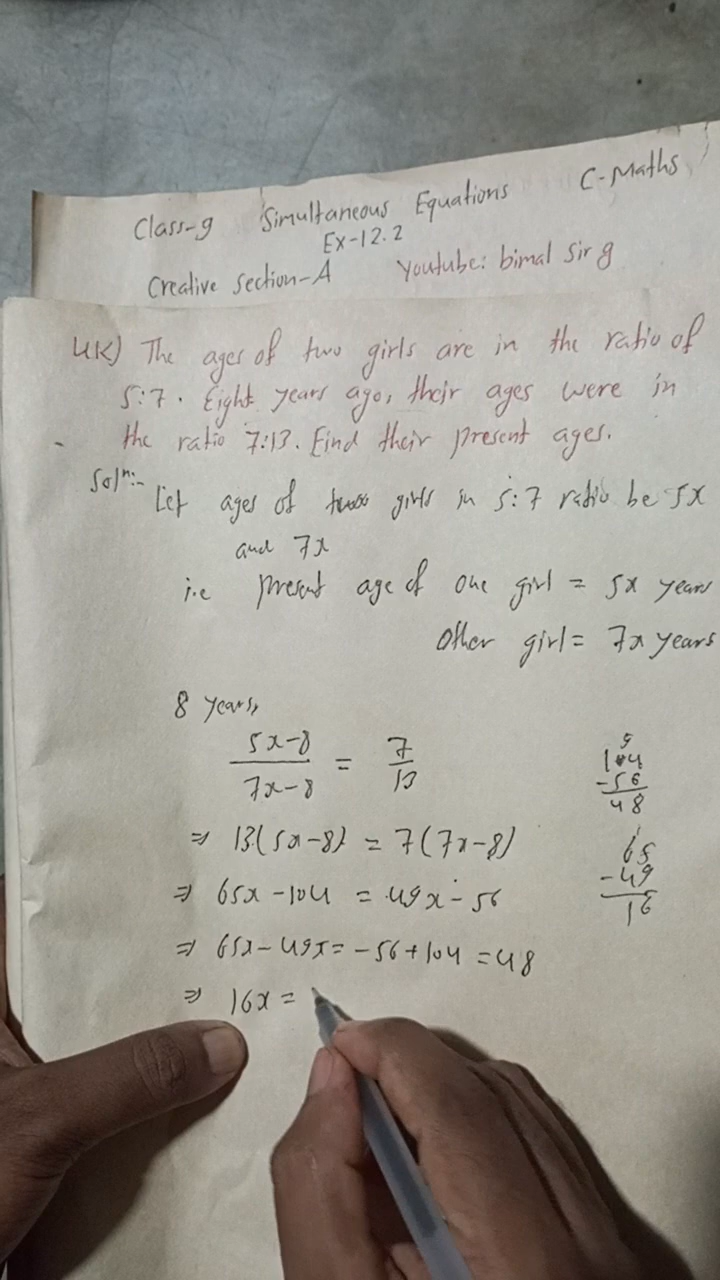 Class-9 Simultaneous Equations C-Maths
Ex-12.2
Creative Section-A Youtube: bimal sir g
4K) The ages of two girls are in the ratio of
5:7. Eight years ago, their ages were in
the ratio 7:13. Find their present ages.
Solⁿ:- Let ages of two girls in 5:7 ratio be 5x
and 7x
i.e present age of one girl = 5x years
Other girl = 7x years
8 years,
5x-8 / 7x-8 = 7/13
⇒ 13(5x-8) = 7(7x-8)
⇒ 65x - 104 = 49x - 56
⇒ 65x - 49x = -56 + 104 = 48
⇒ 16x =
9
104
-56
48
65
-49
16